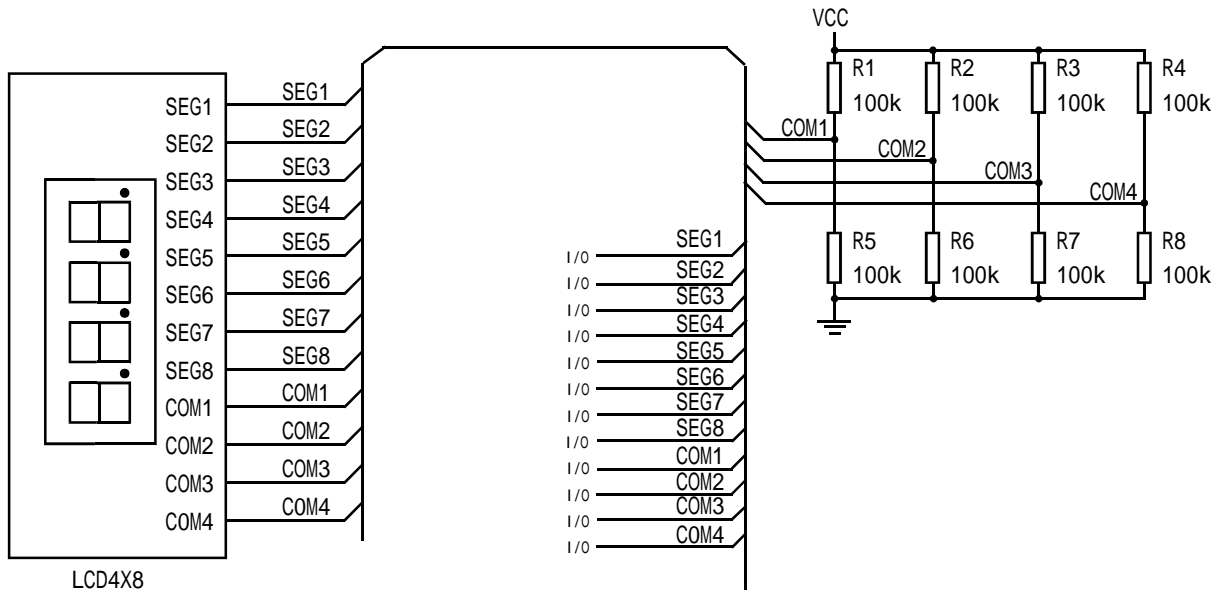 VCC
R1
100k
R2
100k
R3
100k
R4
100k
COM1
COM2
COM3
COM4
R5
100k
R6
100k
R7
100k
R8
100k
SEG1 SEG1
SEG2 SEG2
SEG3 SEG3
SEG4 SEG4
SEG5 SEG5
SEG6 SEG6
SEG7 SEG7
SEG8 SEG8
COM1 COM1
COM2 COM2
COM3 COM3
COM4 COM4
LCD4X8
I/O SEG1
I/O SEG2
I/O SEG3
I/O SEG4
I/O SEG5
I/O SEG6
I/O SEG7
I/O SEG8
I/O COM1
I/O COM2
I/O COM3
I/O COM4